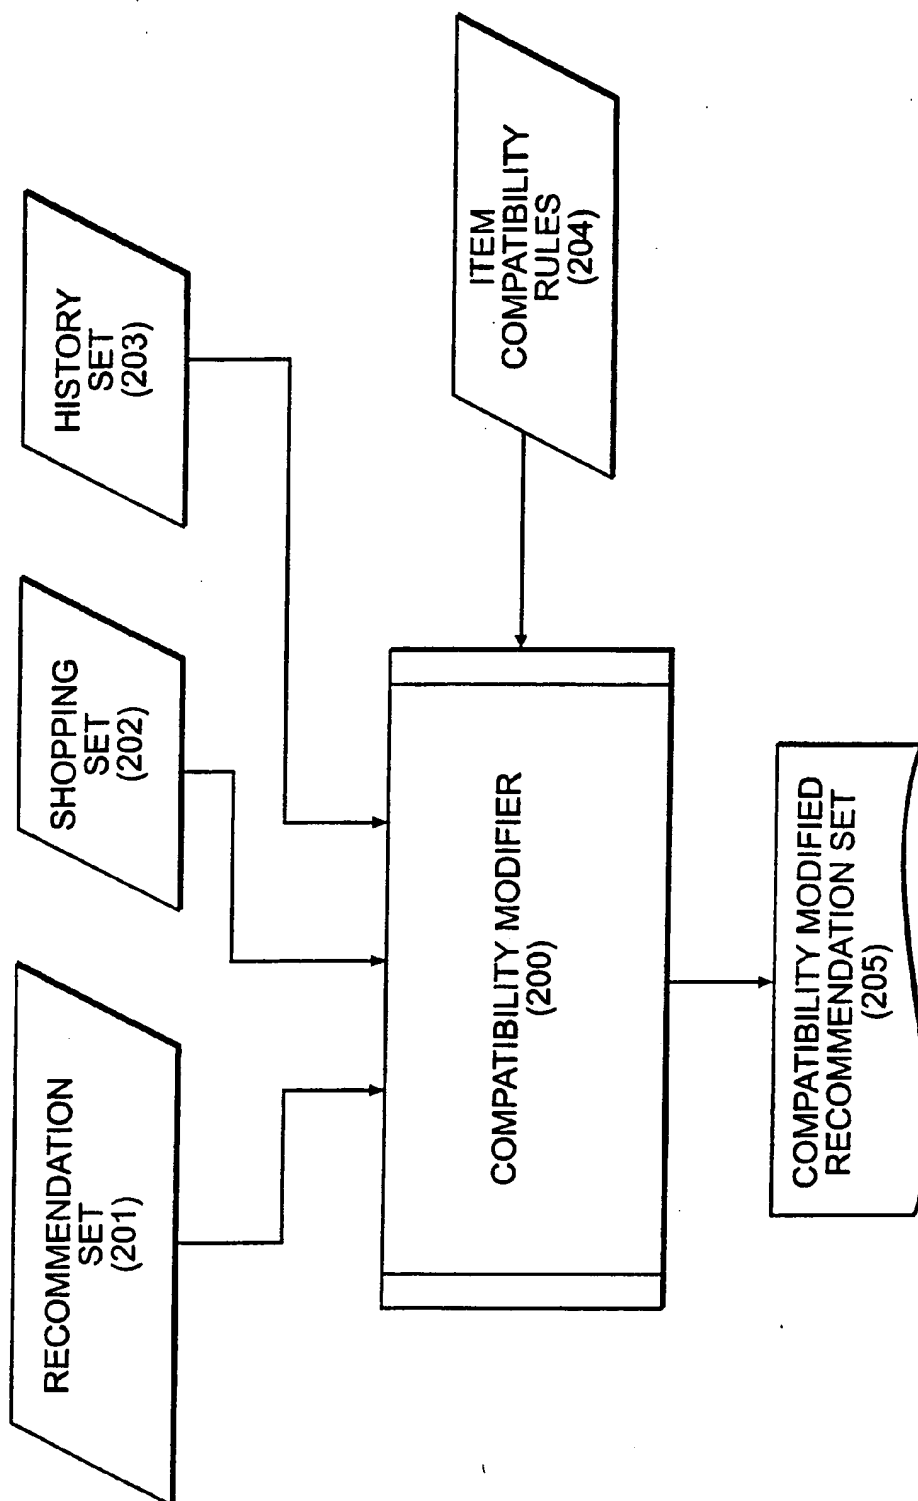 RECOMMENDATION
SET
(201)
SHOPPING
SET
(202)
HISTORY
SET
(203)
ITEM
COMPATIBILITY
RULES
(204)
COMPATIBILITY MODIFIER
(200)
COMPATIBILITY MODIFIED
RECOMMENDATION SET
(205)